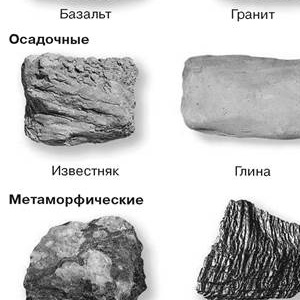 Базальт Гранит
Осадочные
Известняк Глина
Метаморфические